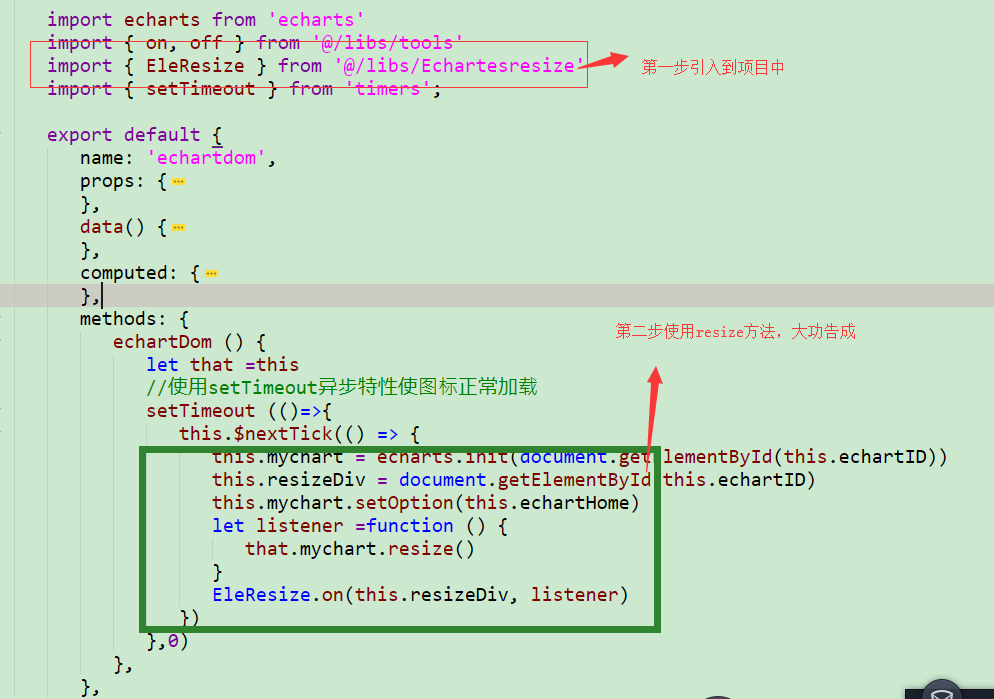 import echarts from 'echarts'
import { on, off } from '@/libs/tools'
import { EleResize } from '@/libs/Echartesresize'
第一步引入到项目中
import { setTimeout } from 'timers';
export default {
name: 'echartdom',
props: {
},
data() {
},
computed: {
},
methods: {
第二步使用resize方法，大功告成
echartDom () {
let that =this
//使用setTimeout异步特性使图标正常加载
setTimeout (()=>{
this.$nextTick(() => {
this.mychart = echarts.init(document.getElementById(this.echartID))
this.resizeDiv = document.getElementById(this.echartID)
this.mychart.setOption(this.echartHome)
let listener =function () {
that.mychart.resize()
}
EleResize.on(this.resizeDiv, listener)
})
},0)
},
},